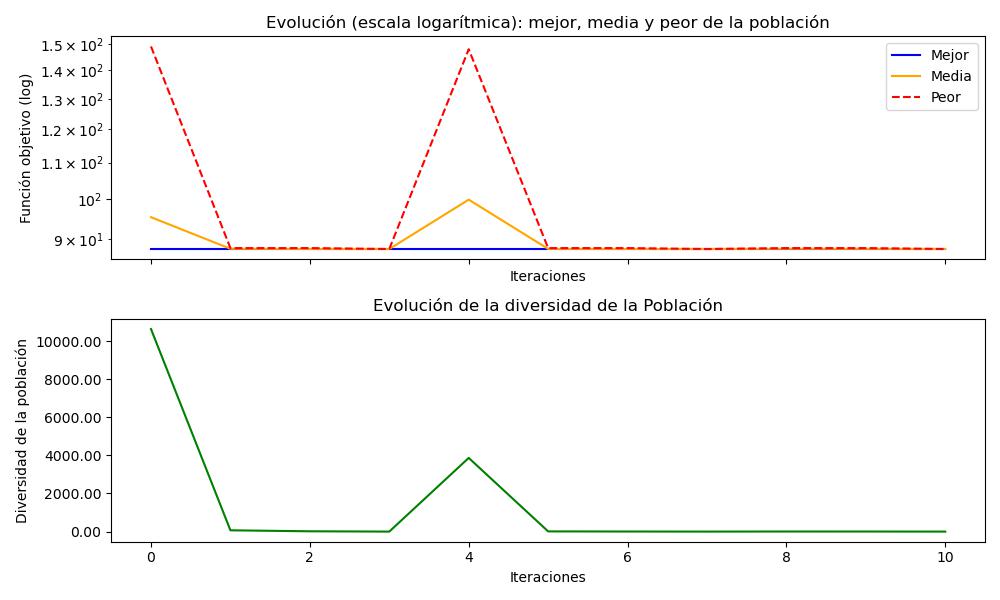 Evolución (escala logarítmica): mejor, media y peor de la población
Función objetivo (log)
1.5 × 10²
1.4 × 10²
1.3 × 10²
1.2 × 10²
1.1 × 10²
10²
9 × 10¹
Mejor
Media
Peor
Iteraciones
Evolución de la diversidad de la Población
Diversidad de la población
10000.00
8000.00
6000.00
4000.00
2000.00
0.00
0 2 4 6 8 10
Iteraciones